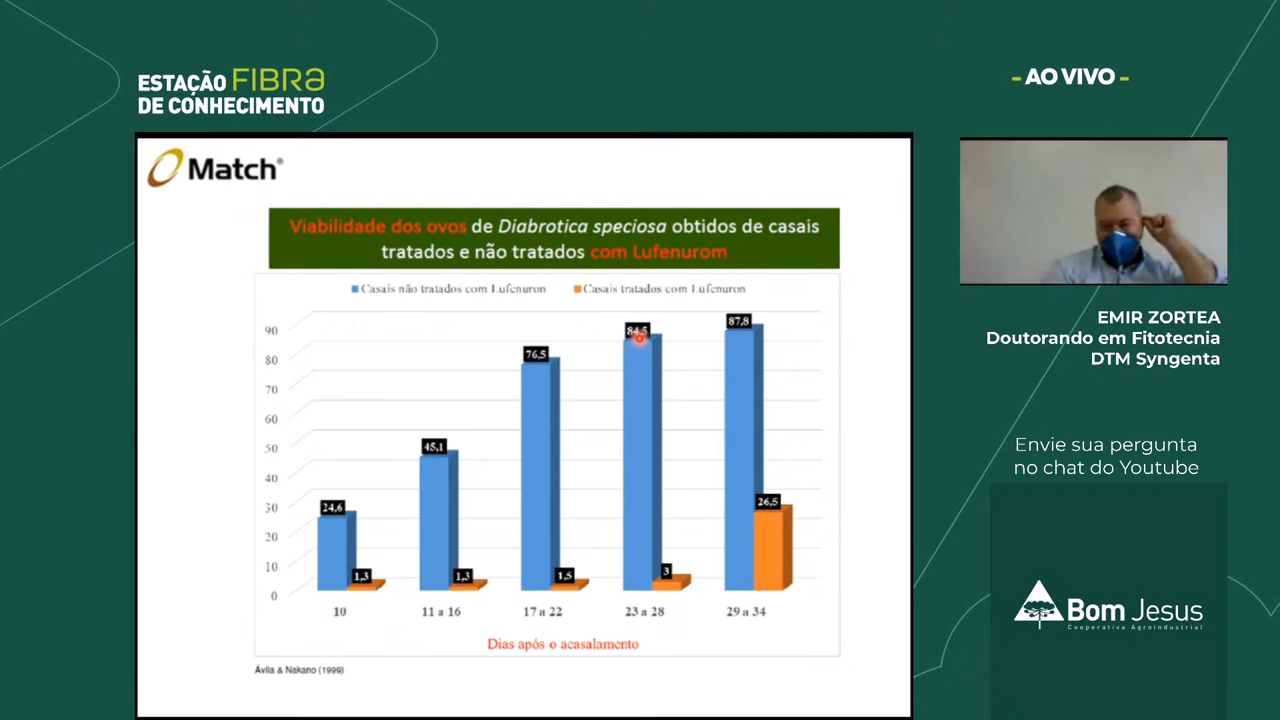 ESTAÇÃO FIBRA
DE CONHECIMENTO
- AO VIVO -
Match®
Viabilidade dos ovos de Diabrotica speciosa obtidos de casais
tratados e não tratados com Lufenurom
Casais não tratados com Lufenuron
Casais tratados com Lufenuron
90
80
70
60
50
40
30
20
10
0
24,6
1,3
45,1
1,3
76,5
1,5
84,5
3
87,8
26,5
10
11 a 16
17 a 22
23 a 28
29 a 34
Dias após o acasalamento
Ávila & Nakano (1999)
EMIR ZORTEA
Doutorando em Fitotecnia
DTM Syngenta
Envie sua pergunta
no chat do Youtube
Bom Jesus
Cooperativa Agroindustrial